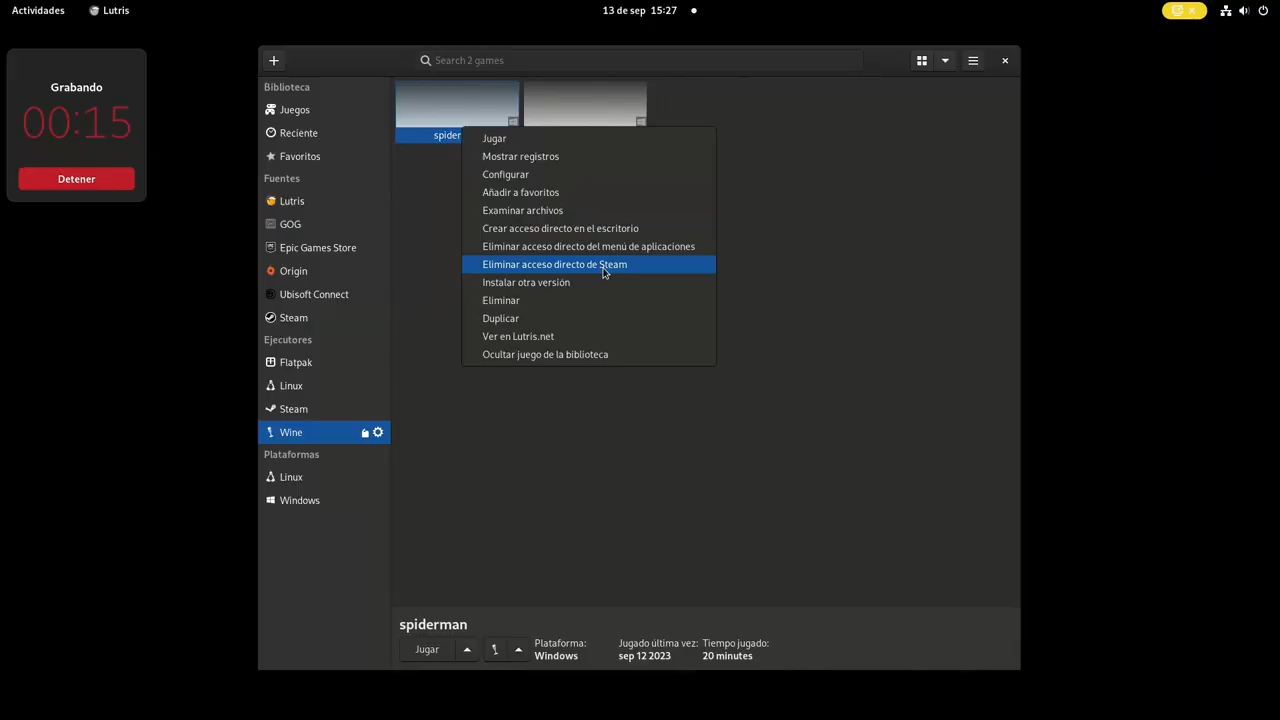 Actividades
Lutris
13 de sep 15:27
Grabando
00:15
Detener
Search 2 games
Biblioteca
Juegos
Reciente
Favoritos
Fuentes
Lutris
GOG
Epic Games Store
Origin
Ubisoft Connect
Steam
Ejecutores
Flatpak
Linux
Steam
Wine
Plataformas
Linux
Windows
spider
Jugar
Mostrar registros
Configurar
Añadir a favoritos
Examinar archivos
Crear acceso directo en el escritorio
Eliminar acceso directo del menú de aplicaciones
Eliminar acceso directo de Steam
Instalar otra versión
Eliminar
Duplicar
Ver en Lutris.net
Ocultar juego de la biblioteca
spiderman
Jugar
Plataforma:
Windows
Jugado última vez:
sep 12 2023
Tiempo jugado:
20 minutes